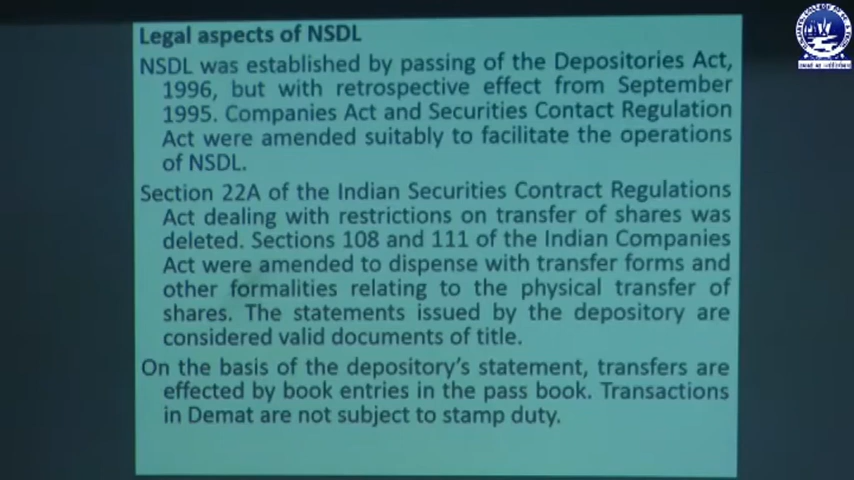 Legal aspects of NSDL
NSDL was established by passing of the Depositories Act,
1996, but with retrospective effect from September
1995. Companies Act and Securities Contact Regulation
Act were amended suitably to facilitate the operations
of NSDL.
Section 22A of the Indian Securities Contract Regulations
Act dealing with restrictions on transfer of shares was
deleted. Sections 108 and 111 of the Indian Companies
Act were amended to dispense with transfer forms and
other formalities relating to the physical transfer of
shares. The statements issued by the depository are
considered valid documents of title.
On the basis of the depository's statement, transfers are
effected by book entries in the pass book. Transactions
in Demat are not subject to stamp duty.